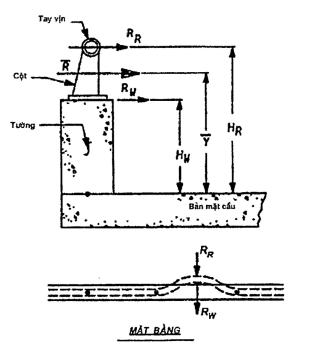 Tay vịn
R_R
R̅
Cột
R_W
Tường
H_W
Y̅
H_R
Bản mặt cầu
R_R
R_W
MẶT BẰNG